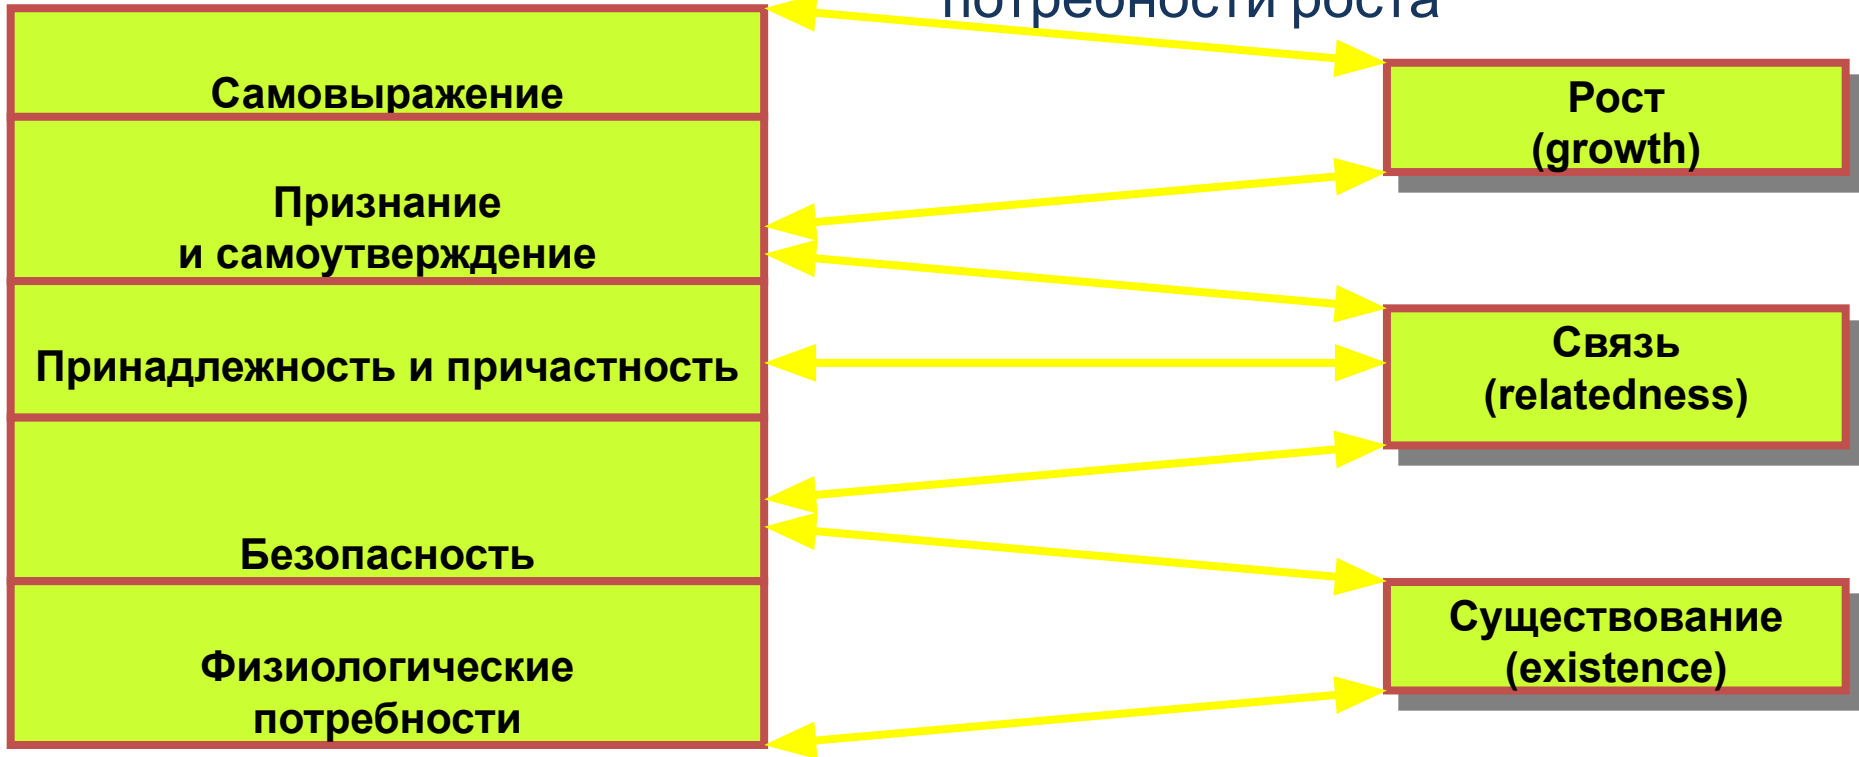 потребности роста
Самовыражение
Признание
и самоутверждение
Принадлежность и причастность
Безопасность
Физиологические
потребности
Рост
(growth)
Связь
(relatedness)
Существование
(existence)